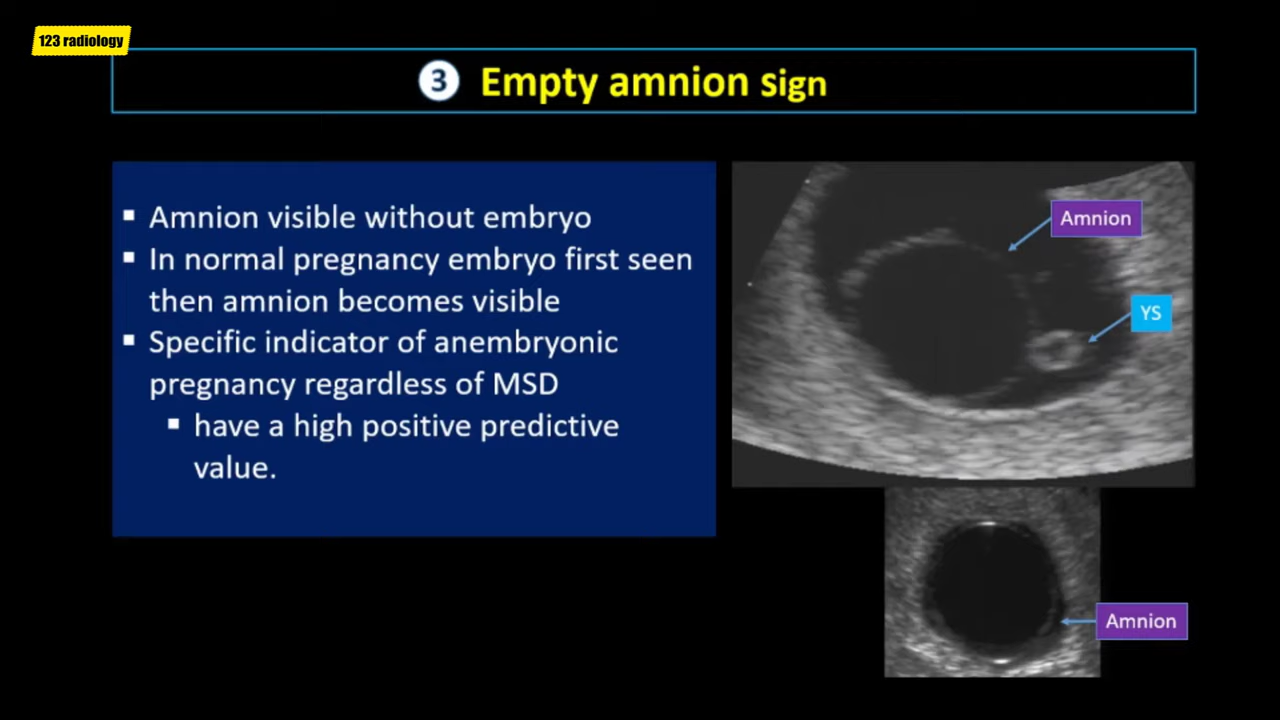 123 radiology
3 Empty amnion sign
▪ Amnion visible without embryo
▪ In normal pregnancy embryo first seen
then amnion becomes visible
▪ Specific indicator of anembryonic
pregnancy regardless of MSD
▪ have a high positive predictive
value.
Amnion
YS
Amnion